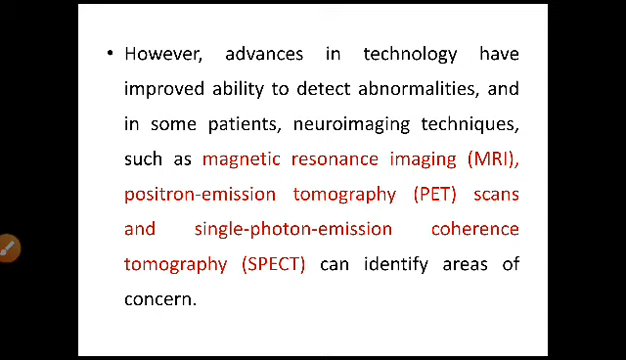 • However, advances in technology have
improved ability to detect abnormalities, and
in some patients, neuroimaging techniques,
such as magnetic resonance imaging (MRI),
positron-emission tomography (PET) scans
and single-photon-emission coherence
tomography (SPECT) can identify areas of
concern.